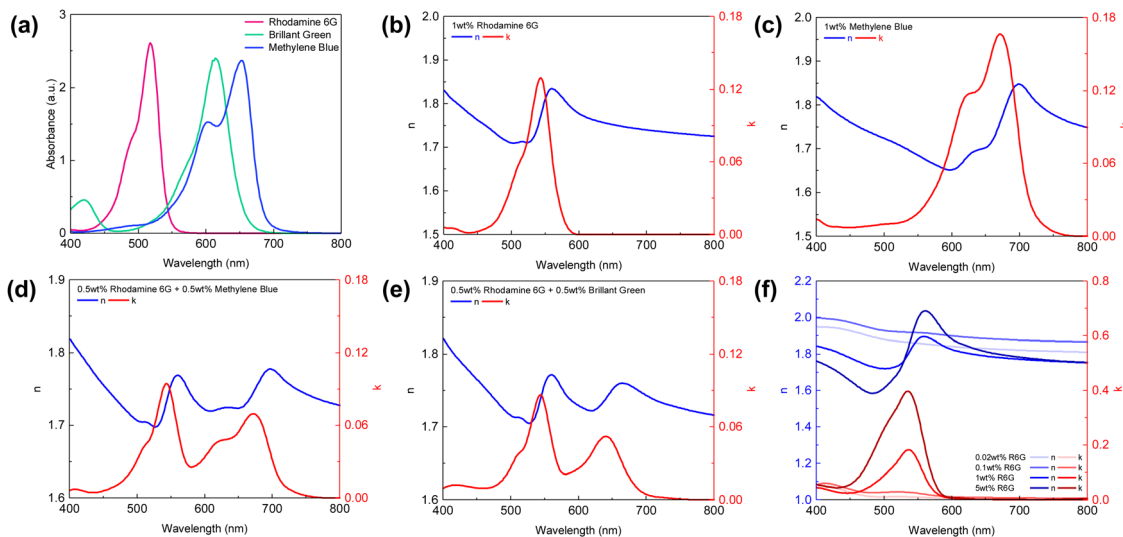 (a)
Rhodamine 6G
Brillant Green
Methylene Blue
Absorbance (a.u.)
3
2
1
0
400 500 600 700 800
Wavelength (nm)
(b)
1wt% Rhodamine 6G
n k
n
2.0
1.9
1.8
1.7
1.6
1.5
k
0.18
0.12
0.06
0.00
400 500 600 700 800
Wavelength (nm)
(c)
1wt% Methylene Blue
n k
n
2.0
1.9
1.8
1.7
1.6
1.5
k
0.18
0.12
0.06
0.00
400 500 600 700 800
Wavelength (nm)
(d)
0.5wt% Rhodamine 6G + 0.5wt% Methylene Blue
n k
n
1.9
1.8
1.7
1.6
k
0.18
0.12
0.06
0.00
400 500 600 700 800
Wavelength (nm)
(e)
0.5wt% Rhodamine 6G + 0.5wt% Brillant Green
n k
n
1.9
1.8
1.7
1.6
k
0.18
0.12
0.06
0.00
400 500 600 700 800
Wavelength (nm)
(f)
n
2.2
2.0
1.8
1.6
1.4
1.2
1.0
k
0.8
0.6
0.4
0.2
0.0
0.02wt% R6G n k
0.1wt% R6G n k
1wt% R6G n k
5wt% R6G n k
400 500 600 700 800
Wavelength (nm)